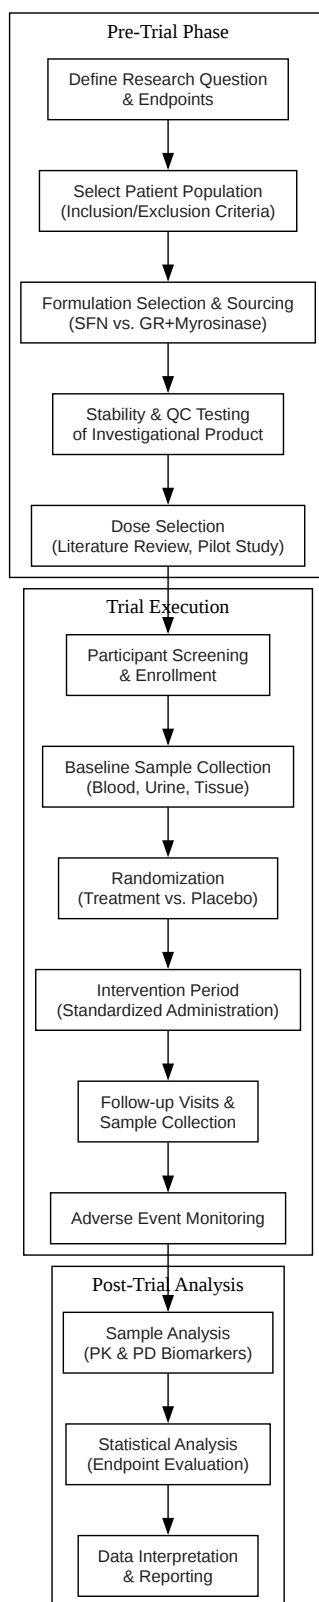 Pre-Trial Phase
Define Research Question
& Endpoints
Select Patient Population
(Inclusion/Exclusion Criteria)
Formulation Selection & Sourcing
(SFN vs. GR+Myrosinase)
Stability & QC Testing
of Investigational Product
Dose Selection
(Literature Review, Pilot Study)
Trial Execution
Participant Screening
& Enrollment
Baseline Sample Collection
(Blood, Urine, Tissue)
Randomization
(Treatment vs. Placebo)
Intervention Period
(Standardized Administration)
Follow-up Visits &
Sample Collection
Adverse Event Monitoring
Post-Trial Analysis
Sample Analysis
(PK & PD Biomarkers)
Statistical Analysis
(Endpoint Evaluation)
Data Interpretation
& Reporting